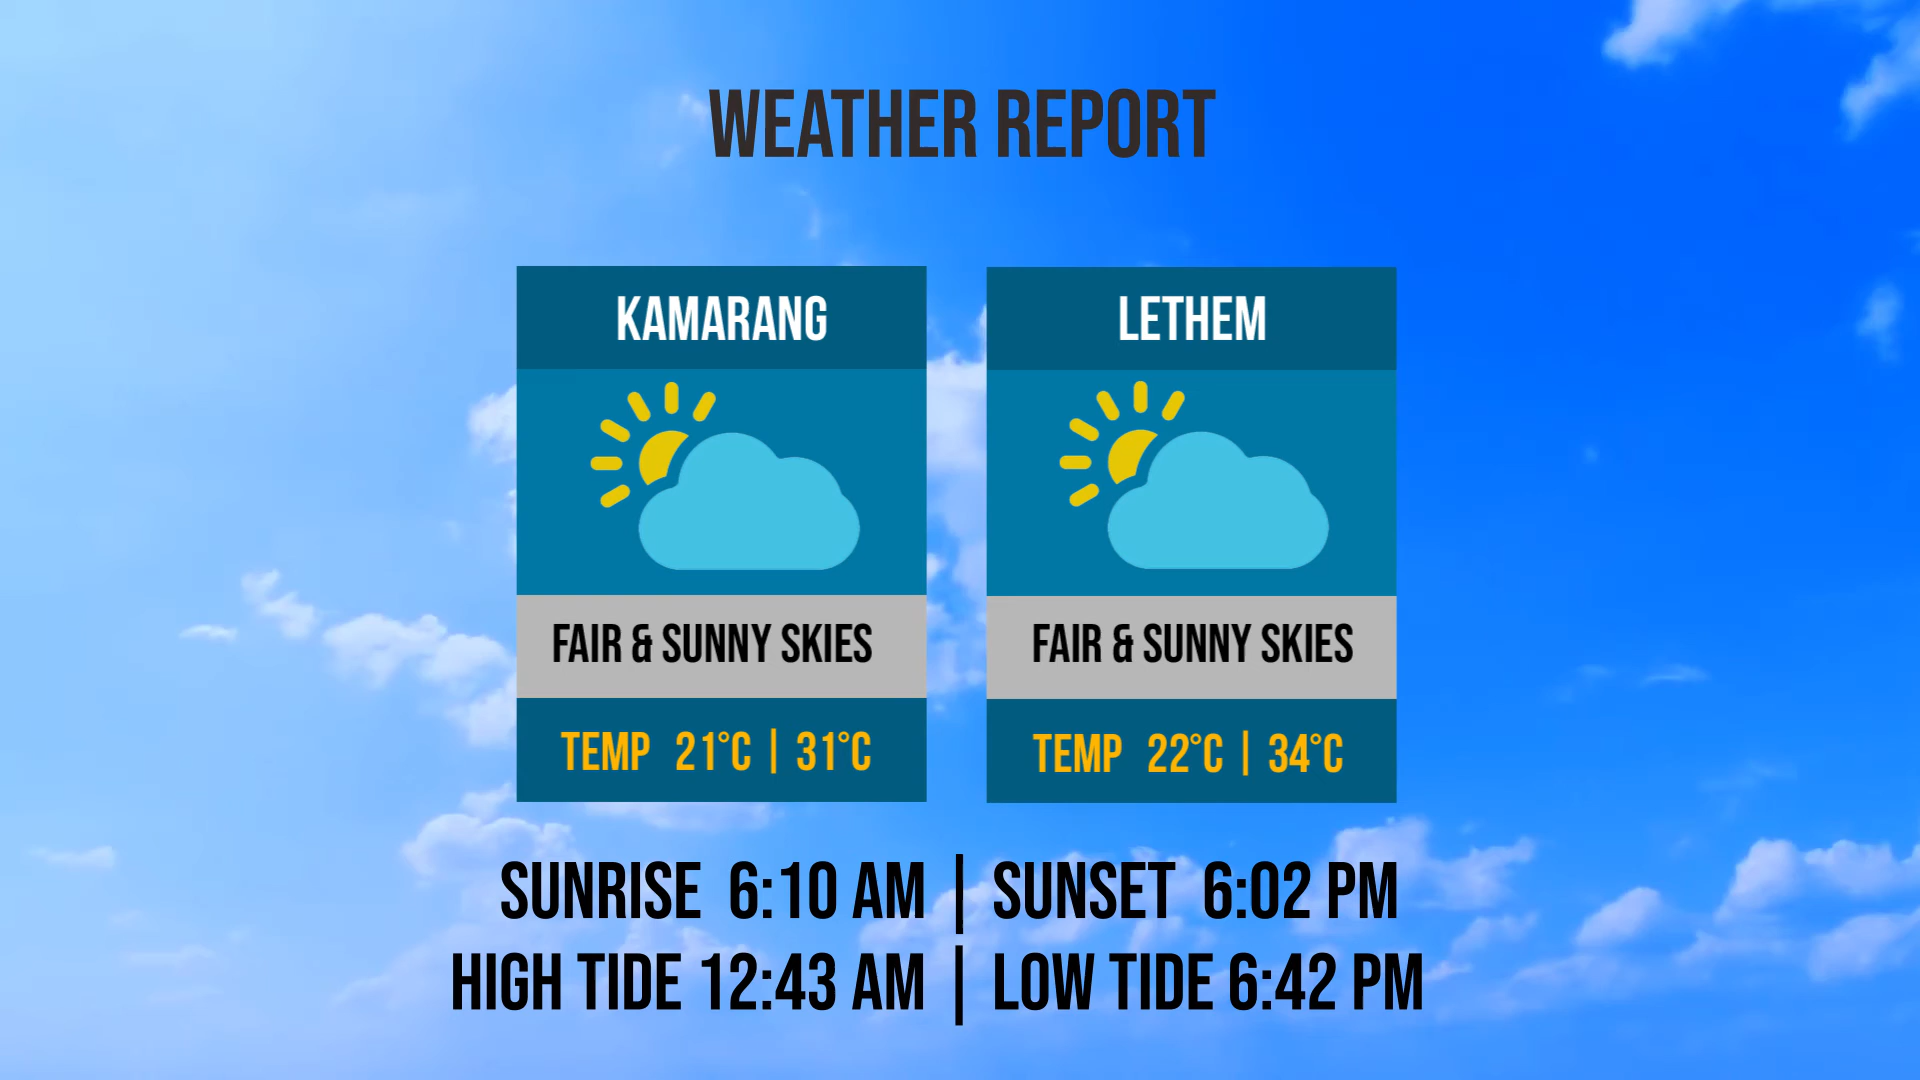 WEATHER REPORT
KAMARANG
FAIR & SUNNY SKIES
TEMP 21°C | 31°C
LETHEM
FAIR & SUNNY SKIES
TEMP 22°C | 34°C
SUNRISE 6:10 AM | SUNSET 6:02 PM
HIGH TIDE 12:43 AM | LOW TIDE 6:42 PM